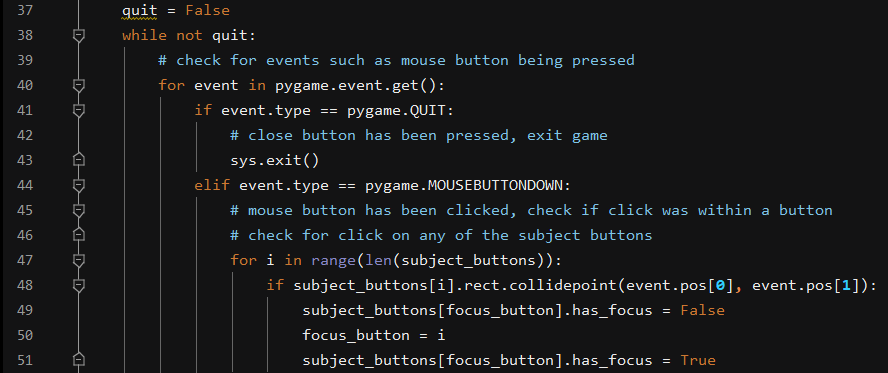 37 quit = False
38 while not quit:
39 # check for events such as mouse button being pressed
40 for event in pygame.event.get():
41 if event.type == pygame.QUIT:
42 # close button has been pressed, exit game
43 sys.exit()
44 elif event.type == pygame.MOUSEBUTTONDOWN:
45 # mouse button has been clicked, check if click was within a button
46 # check for click on any of the subject buttons
47 for i in range(len(subject_buttons)):
48 if subject_buttons[i].rect.collidepoint(event.pos[0], event.pos[1]):
49 subject_buttons[focus_button].has_focus = False
50 focus_button = i
51 subject_buttons[focus_button].has_focus = True